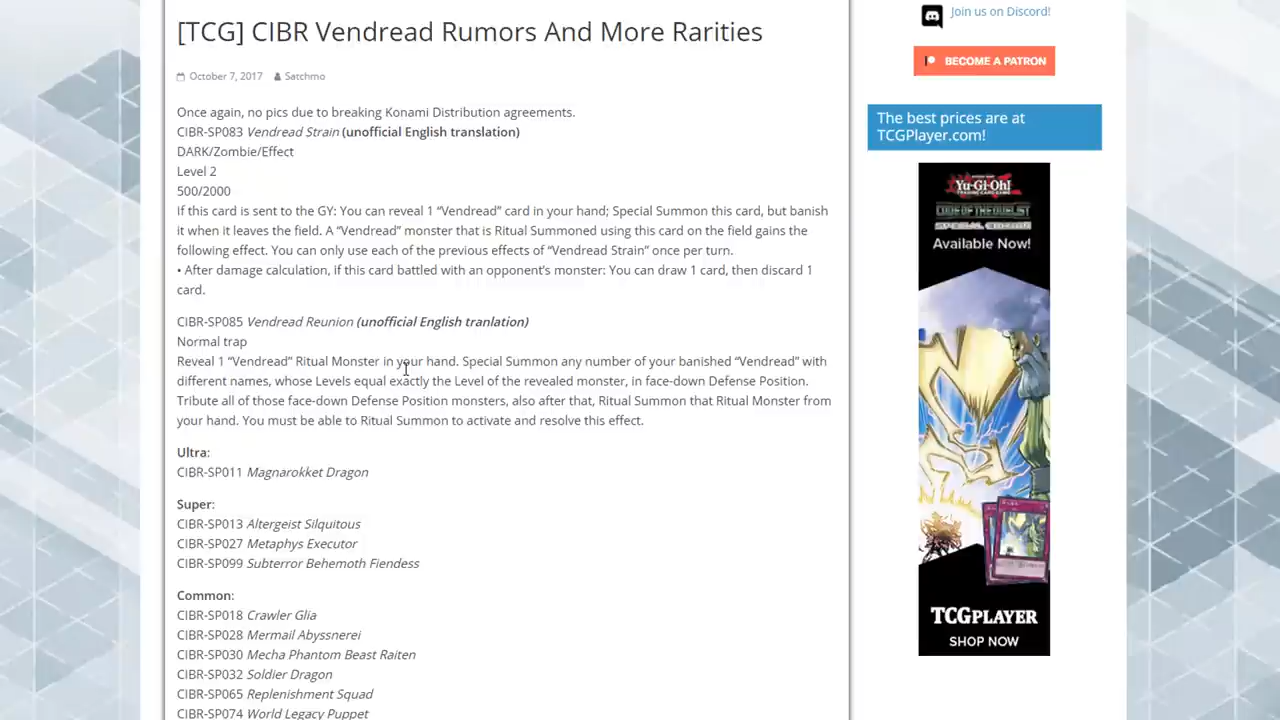 [TCG] CIBR Vendread Rumors And More Rarities
October 7, 2017 Satchmo
Once again, no pics due to breaking Konami Distribution agreements.
CIBR-SP083 Vendread Strain (unofficial English translation)
DARK/Zombie/Effect
Level 2
500/2000
If this card is sent to the GY: You can reveal 1 “Vendread” card in your hand; Special Summon this card, but banish
it when it leaves the field. A “Vendread” monster that is Ritual Summoned using this card on the field gains the
following effect. You can only use each of the previous effects of “Vendread Strain” once per turn.
• After damage calculation, if this card battled with an opponent’s monster: You can draw 1 card, then discard 1
card.
CIBR-SP085 Vendread Reunion (unofficial English tranlation)
Normal trap
Reveal 1 “Vendread” Ritual Monster in your hand. Special Summon any number of your banished “Vendread” with
different names, whose Levels equal exactly the Level of the revealed monster, in face-down Defense Position.
Tribute all of those face-down Defense Position monsters, also after that, Ritual Summon that Ritual Monster from
your hand. You must be able to Ritual Summon to activate and resolve this effect.
Ultra:
CIBR-SP011 Magnarokket Dragon
Super:
CIBR-SP013 Altergeist Silquitous
CIBR-SP027 Metaphys Executor
CIBR-SP099 Subterror Behemoth Fiendess
Common:
CIBR-SP018 Crawler Glia
CIBR-SP028 Mermail Abyssnerei
CIBR-SP030 Mecha Phantom Beast Raiten
CIBR-SP032 Soldier Dragon
CIBR-SP065 Replenishment Squad
CIBR-SP074 World Legacy Puppet
Join us on Discord!
BECOME A PATRON
The best prices are at
TCGPlayer.com!
Yu-Gi-Oh!
CODE OF THE DUELIST
SPECIAL EDITION
Available Now!
TCGPLAYER
SHOP NOW